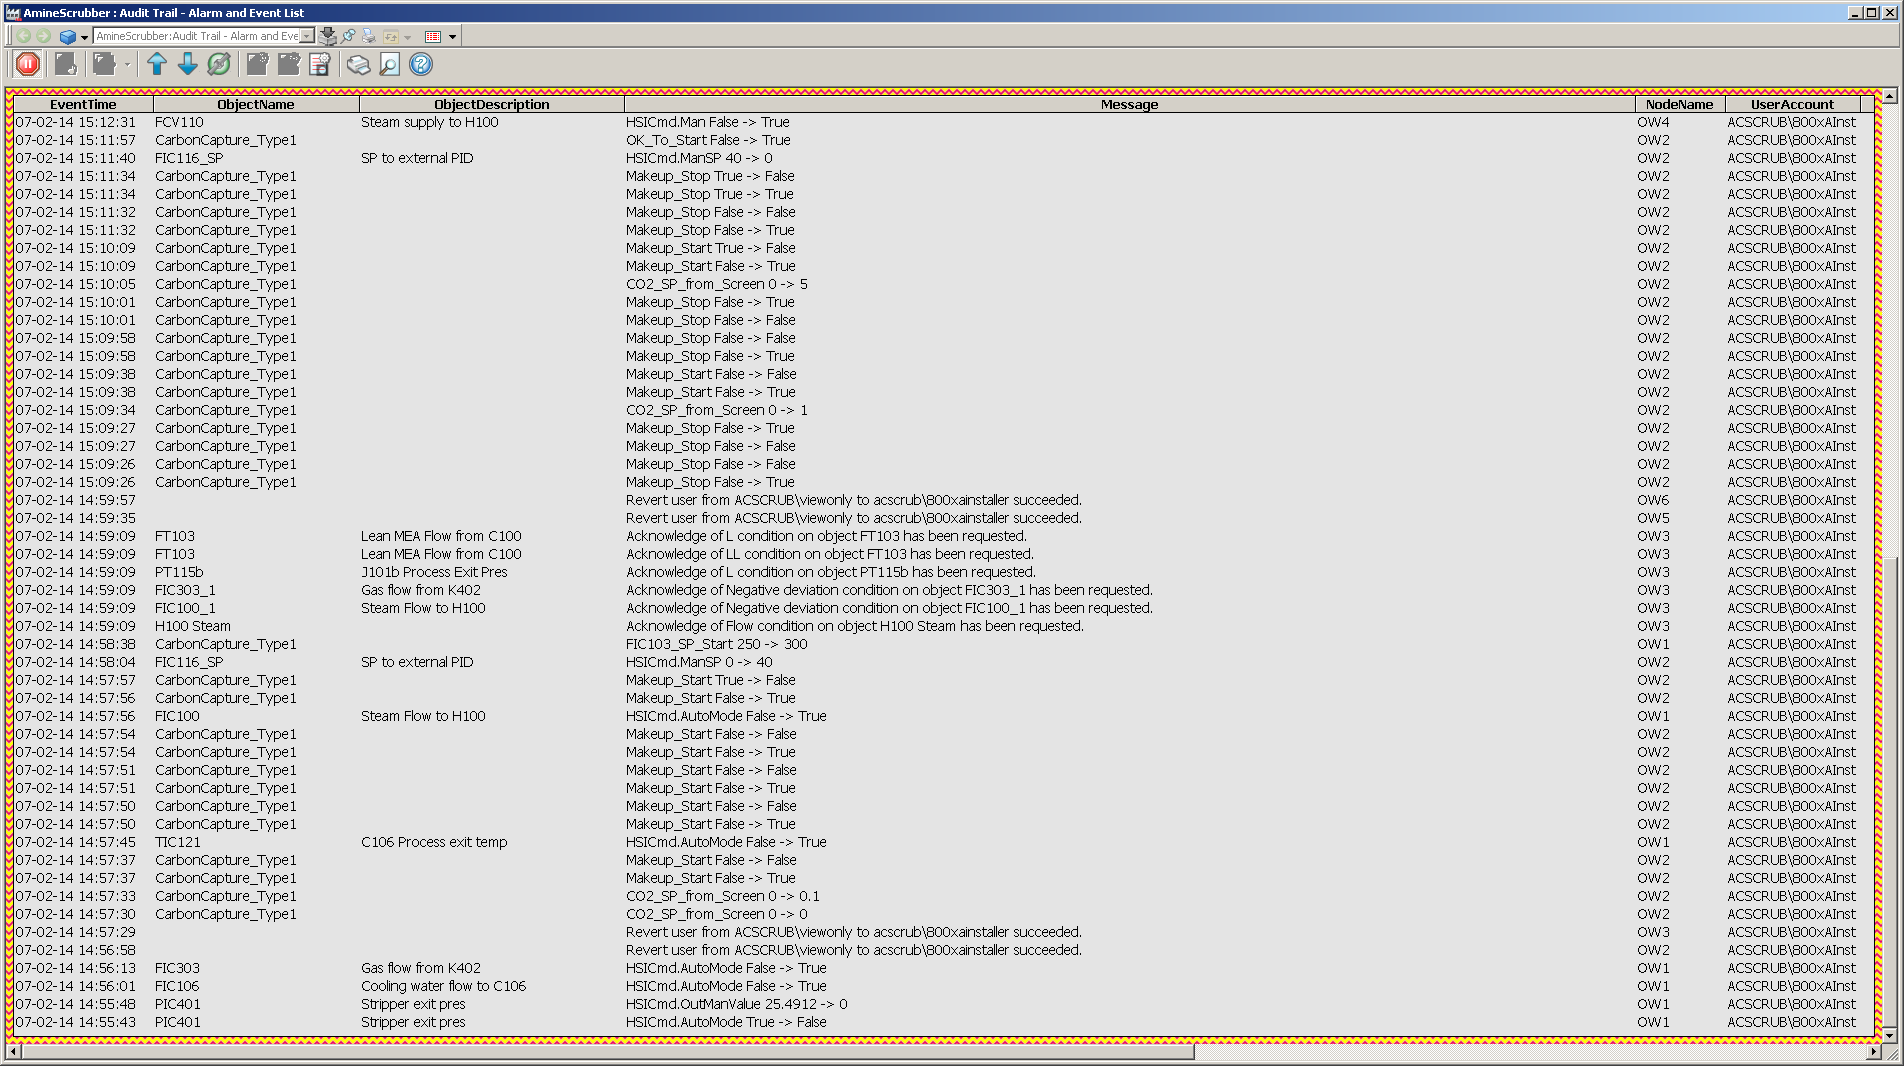 AmineScrubber : Audit Trail - Alarm and Event List
AmineScrubber:Audit Trail - Alarm and Eve
EventTime ObjectName ObjectDescription Message NodeName UserAccount
07-02-14 15:12:31 FCV110 Steam supply to H100 HSICmd.Man False -> True OW4 ACSCRUB\800xAInst
07-02-14 15:11:57 CarbonCapture_Type1 OK_To_Start False -> True OW2 ACSCRUB\800xAInst
07-02-14 15:11:40 FIC116_SP SP to external PID HSICmd.ManSP 40 -> 0 OW2 ACSCRUB\800xAInst
07-02-14 15:11:34 CarbonCapture_Type1 Makeup_Stop True -> False OW2 ACSCRUB\800xAInst
07-02-14 15:11:34 CarbonCapture_Type1 Makeup_Stop True -> True OW2 ACSCRUB\800xAInst
07-02-14 15:11:32 CarbonCapture_Type1 Makeup_Stop False -> False OW2 ACSCRUB\800xAInst
07-02-14 15:11:32 CarbonCapture_Type1 Makeup_Stop False -> True OW2 ACSCRUB\800xAInst
07-02-14 15:10:09 CarbonCapture_Type1 Makeup_Start True -> False OW2 ACSCRUB\800xAInst
07-02-14 15:10:09 CarbonCapture_Type1 Makeup_Start False -> True OW2 ACSCRUB\800xAInst
07-02-14 15:10:05 CarbonCapture_Type1 CO2_SP_from_Screen 0 -> 5 OW2 ACSCRUB\800xAInst
07-02-14 15:10:01 CarbonCapture_Type1 Makeup_Stop False -> True OW2 ACSCRUB\800xAInst
07-02-14 15:10:01 CarbonCapture_Type1 Makeup_Stop False -> False OW2 ACSCRUB\800xAInst
07-02-14 15:09:58 CarbonCapture_Type1 Makeup_Stop False -> False OW2 ACSCRUB\800xAInst
07-02-14 15:09:58 CarbonCapture_Type1 Makeup_Stop False -> True OW2 ACSCRUB\800xAInst
07-02-14 15:09:38 CarbonCapture_Type1 Makeup_Start False -> False OW2 ACSCRUB\800xAInst
07-02-14 15:09:38 CarbonCapture_Type1 Makeup_Start False -> True OW2 ACSCRUB\800xAInst
07-02-14 15:09:34 CarbonCapture_Type1 CO2_SP_from_Screen 0 -> 1 OW2 ACSCRUB\800xAInst
07-02-14 15:09:27 CarbonCapture_Type1 Makeup_Stop False -> True OW2 ACSCRUB\800xAInst
07-02-14 15:09:27 CarbonCapture_Type1 Makeup_Stop False -> False OW2 ACSCRUB\800xAInst
07-02-14 15:09:26 CarbonCapture_Type1 Makeup_Stop False -> False OW2 ACSCRUB\800xAInst
07-02-14 15:09:26 CarbonCapture_Type1 Makeup_Stop False -> True OW2 ACSCRUB\800xAInst
07-02-14 14:59:57 Revert user from ACSCRUB\viewonly to acscrub\800xainstaller succeeded. OW6 ACSCRUB\800xAInst
07-02-14 14:59:35 Revert user from ACSCRUB\viewonly to acscrub\800xainstaller succeeded. OW5 ACSCRUB\800xAInst
07-02-14 14:59:09 FT103 Lean MEA Flow from C100 Acknowledge of L condition on object FT103 has been requested. OW3 ACSCRUB\800xAInst
07-02-14 14:59:09 FT103 Lean MEA Flow from C100 Acknowledge of LL condition on object FT103 has been requested. OW3 ACSCRUB\800xAInst
07-02-14 14:59:09 PT115b J101b Process Exit Pres Acknowledge of L condition on object PT115b has been requested. OW3 ACSCRUB\800xAInst
07-02-14 14:59:09 FIC303_1 Gas flow from K402 Acknowledge of Negative deviation condition on object FIC303_1 has been requested. OW3 ACSCRUB\800xAInst
07-02-14 14:59:09 FIC100_1 Steam Flow to H100 Acknowledge of Negative deviation condition on object FIC100_1 has been requested. OW3 ACSCRUB\800xAInst
07-02-14 14:59:09 H100 Steam Acknowledge of Flow condition on object H100 Steam has been requested. OW3 ACSCRUB\800xAInst
07-02-14 14:58:38 CarbonCapture_Type1 FIC103_SP_Start 250 -> 300 OW1 ACSCRUB\800xAInst
07-02-14 14:58:04 FIC116_SP SP to external PID HSICmd.ManSP 0 -> 40 OW2 ACSCRUB\800xAInst
07-02-14 14:57:57 CarbonCapture_Type1 Makeup_Start True -> False OW2 ACSCRUB\800xAInst
07-02-14 14:57:56 CarbonCapture_Type1 Makeup_Start False -> True OW2 ACSCRUB\800xAInst
07-02-14 14:57:56 FIC100 Steam Flow to H100 HSICmd.AutoMode False -> True OW1 ACSCRUB\800xAInst
07-02-14 14:57:54 CarbonCapture_Type1 Makeup_Start False -> False OW2 ACSCRUB\800xAInst
07-02-14 14:57:54 CarbonCapture_Type1 Makeup_Start False -> True OW2 ACSCRUB\800xAInst
07-02-14 14:57:51 CarbonCapture_Type1 Makeup_Start False -> False OW2 ACSCRUB\800xAInst
07-02-14 14:57:51 CarbonCapture_Type1 Makeup_Start False -> True OW2 ACSCRUB\800xAInst
07-02-14 14:57:50 CarbonCapture_Type1 Makeup_Start False -> False OW2 ACSCRUB\800xAInst
07-02-14 14:57:50 CarbonCapture_Type1 Makeup_Start False -> True OW2 ACSCRUB\800xAInst
07-02-14 14:57:45 TIC121 C106 Process exit temp HSICmd.AutoMode False -> True OW1 ACSCRUB\800xAInst
07-02-14 14:57:37 CarbonCapture_Type1 Makeup_Start False -> False OW2 ACSCRUB\800xAInst
07-02-14 14:57:37 CarbonCapture_Type1 Makeup_Start False -> True OW2 ACSCRUB\800xAInst
07-02-14 14:57:33 CarbonCapture_Type1 CO2_SP_from_Screen 0 -> 0.1 OW2 ACSCRUB\800xAInst
07-02-14 14:57:30 CarbonCapture_Type1 CO2_SP_from_Screen 0 -> 0 OW2 ACSCRUB\800xAInst
07-02-14 14:57:29 Revert user from ACSCRUB\viewonly to acscrub\800xainstaller succeeded. OW3 ACSCRUB\800xAInst
07-02-14 14:56:58 Revert user from ACSCRUB\viewonly to acscrub\800xainstaller succeeded. OW2 ACSCRUB\800xAInst
07-02-14 14:56:13 FIC303 Gas flow from K402 HSICmd.AutoMode False -> True OW1 ACSCRUB\800xAInst
07-02-14 14:56:01 FIC106 Cooling water flow to C106 HSICmd.AutoMode False -> True OW1 ACSCRUB\800xAInst
07-02-14 14:55:48 PIC401 Stripper exit pres HSICmd.OutManValue 25.4912 -> 0 OW1 ACSCRUB\800xAInst
07-02-14 14:55:43 PIC401 Stripper exit pres HSICmd.AutoMode True -> False OW1 ACSCRUB\800xAInst